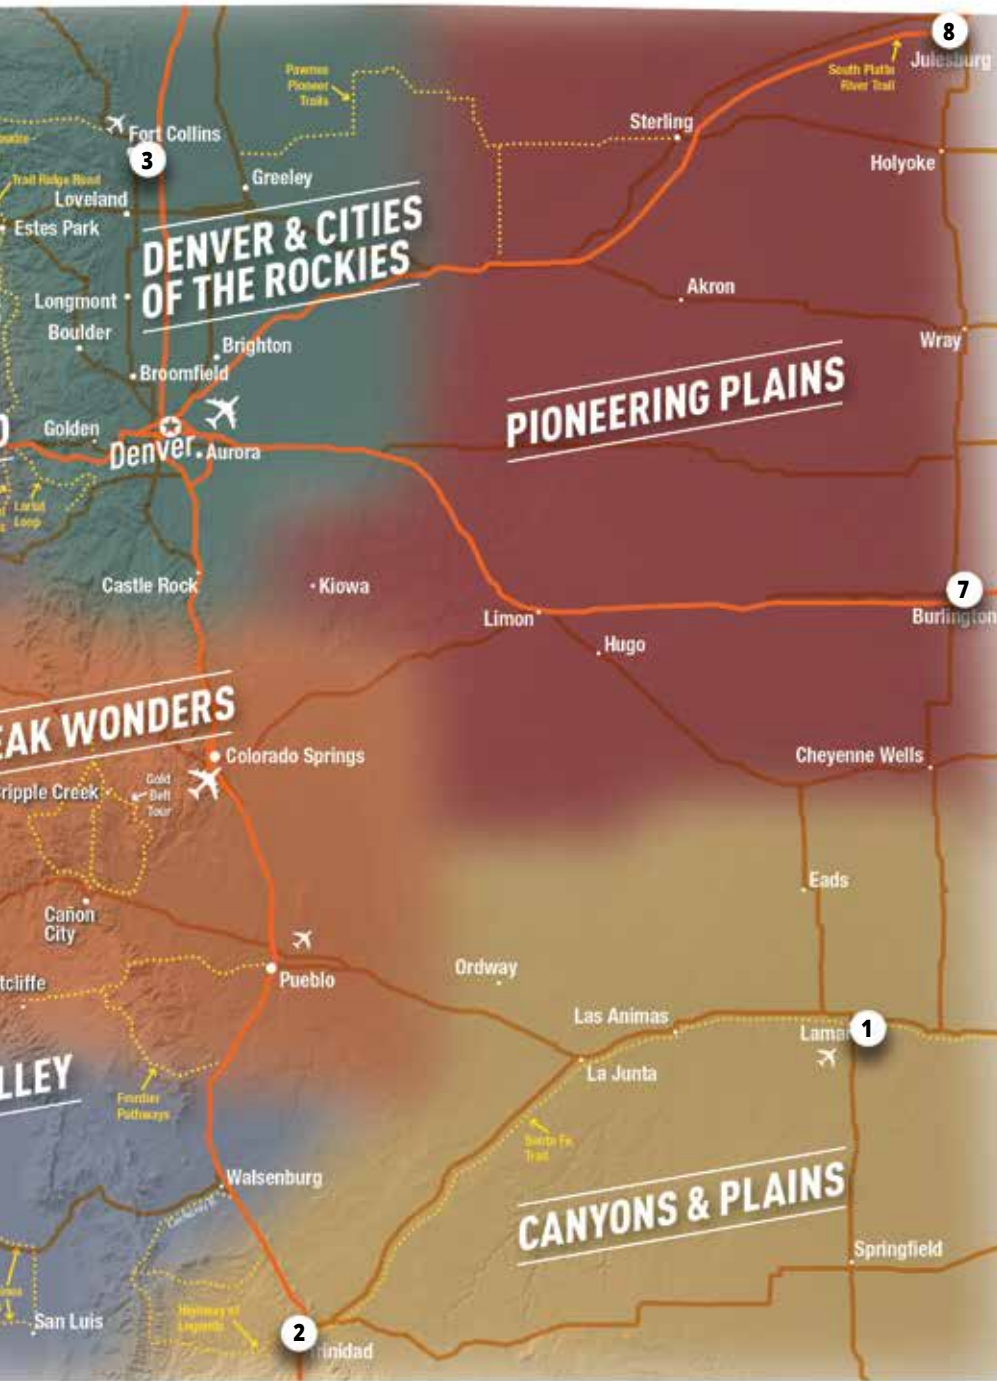 8
Julesburg
South Platte
River Trail
Pawnee
Pioneer
Trails
Sterling
Fort Collins
3
Holyoke
Trail Ridge Road
Greeley
Loveland
Estes Park
DENVER & CITIES
OF THE ROCKIES
Akron
Longmont
Boulder
Wray
Brighton
Broomfield
PIONEERING PLAINS
Golden
Denver
Aurora
Lariat
Loop
Castle Rock
Kiowa
7
Limon
Burlington
Hugo
EAK WONDERS
Colorado Springs
Cheyenne Wells
ripple Creek
Gold
Belt
Tour
Eads
Cañon
City
Ordway
Pueblo
tcliffe
Las Animas
Lamar
1
LLEY
La Junta
Frontier
Pathways
Santa Fe
Trail
Walsenburg
CANYONS & PLAINS
Springfield
San Luis
Highway of
Legends
2
Trinidad